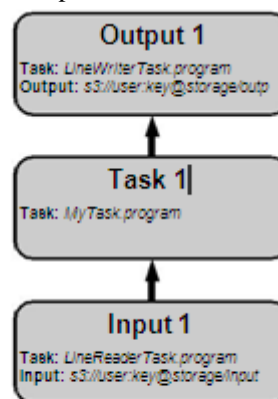 Output 1
Task: LineWriterTask.program
Output: s3://user:key@storage/outp
Task 1
Task: MyTask.program
Input 1
Task: LineReaderTask.program
Input: s3://user:key@storage/input